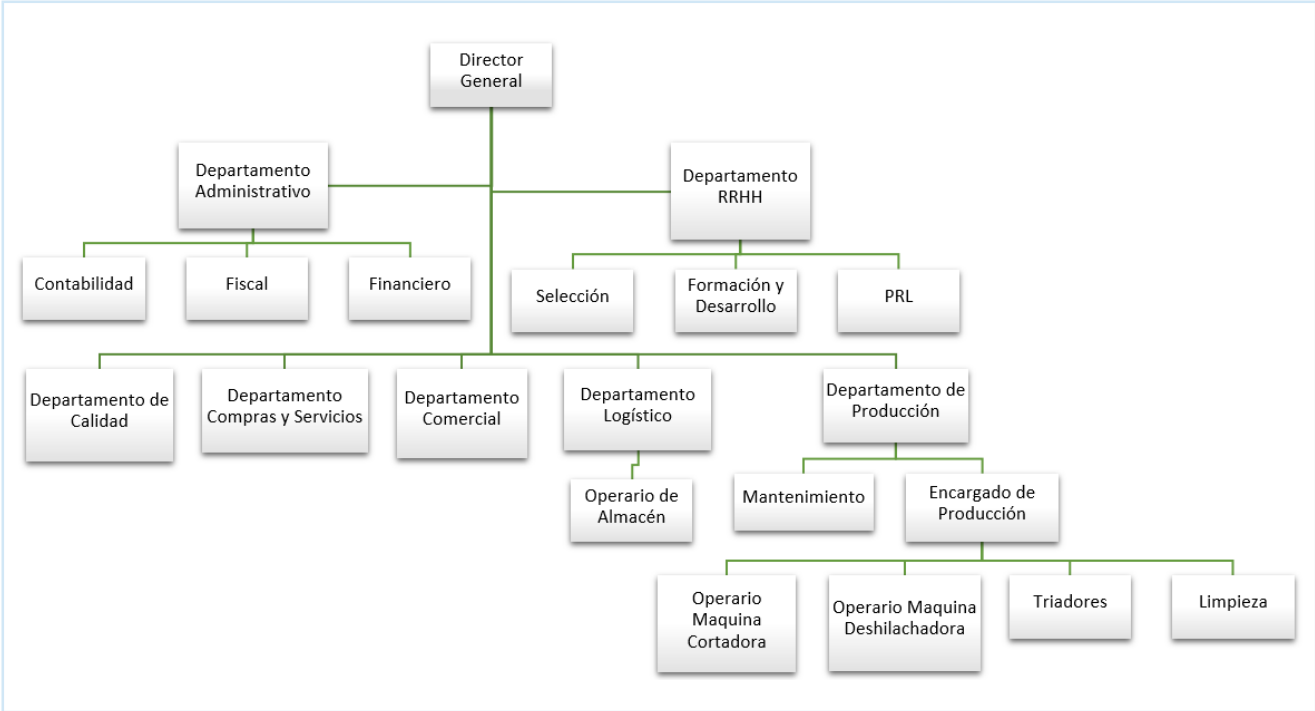 Director
General
Departamento
Administrativo
Departamento
RRHH
Contabilidad
Fiscal
Financiero
Selección
Formación y
Desarrollo
PRL
Departamento de
Calidad
Departamento
Compras y Servicios
Departamento
Comercial
Departamento
Logístico
Departamento de
Producción
Operario de
Almacén
Mantenimiento
Encargado de
Producción
Operario
Maquina
Cortadora
Operario Maquina
Deshilachadora
Triadores
Limpieza